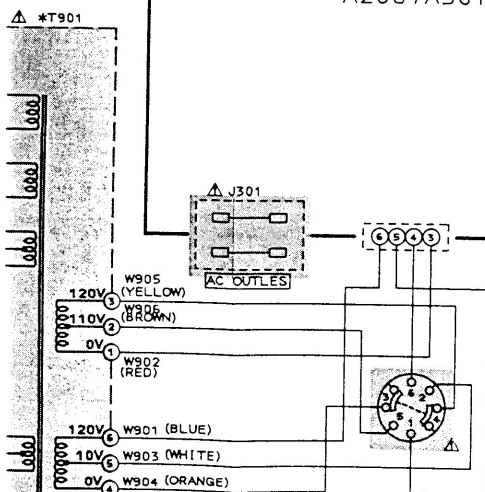 *T901
J301
AC OUTLES
6 5 4 3
120V 3 W905
(YELLOW)
110V 2 W906
(BROWN)
0V 1 W902
(RED)
120V 6 W901 (BLUE)
10V 5 W903 (WHITE)
0V 4 W904 (ORANGE)
3 6 2
5 1 4